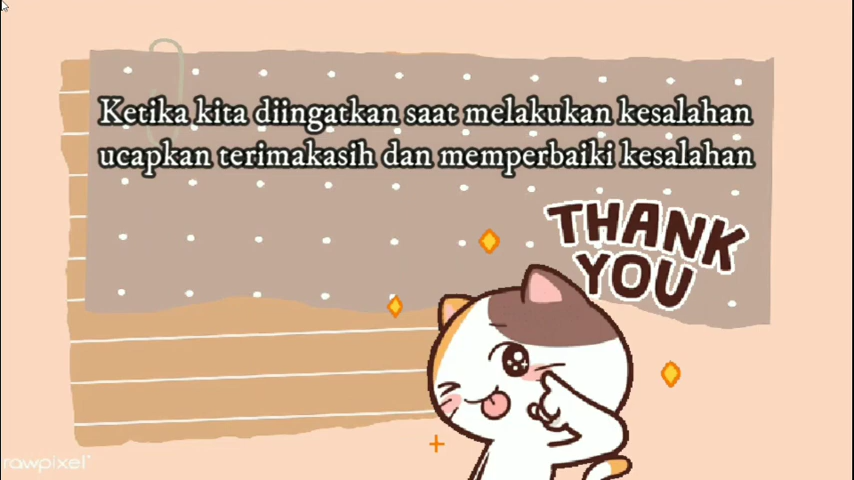 Ketika kita diingatkan saat melakukan kesalahan
ucapkan terimakasih dan memperbaiki kesalahan
THANK
YOU
rawpixel